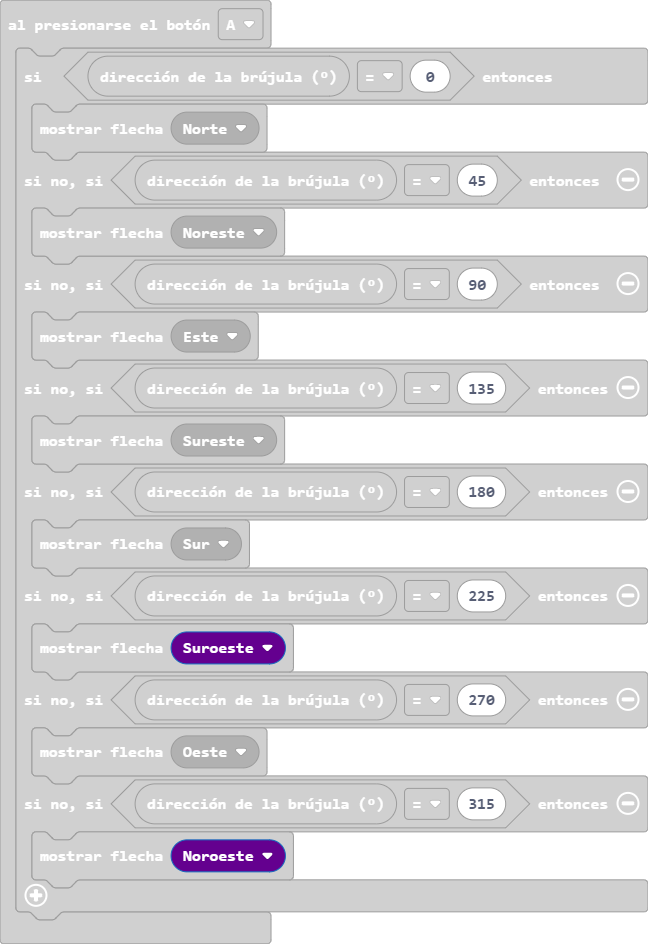 al presionarse el botón A
si dirección de la brújula (º) = 0 entonces
mostrar flecha Norte
si no, si dirección de la brújula (º) = 45 entonces
mostrar flecha Noreste
si no, si dirección de la brújula (º) = 90 entonces
mostrar flecha Este
si no, si dirección de la brújula (º) = 135 entonces
mostrar flecha Sureste
si no, si dirección de la brújula (º) = 180 entonces
mostrar flecha Sur
si no, si dirección de la brújula (º) = 225 entonces
mostrar flecha Suroeste
si no, si dirección de la brújula (º) = 270 entonces
mostrar flecha Oeste
si no, si dirección de la brújula (º) = 315 entonces
mostrar flecha Noroeste